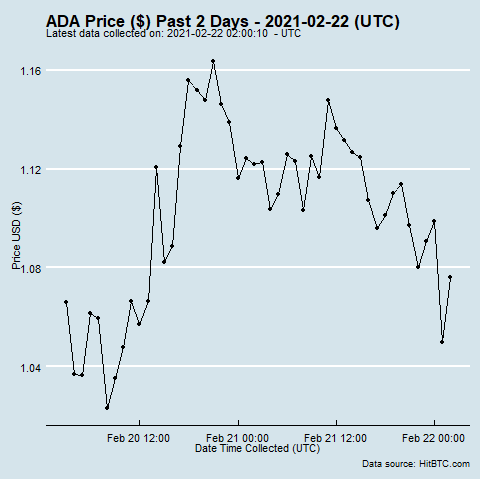 ADA Price ($) Past 2 Days - 2021-02-22 (UTC)
Latest data collected on: 2021-02-22 02:00:10 - UTC
1.16
1.12
1.08
1.04
Price USD ($)
Feb 20 12:00 Feb 21 00:00 Feb 21 12:00 Feb 22 00:00
Date Time Collected (UTC)
Data source: HitBTC.com